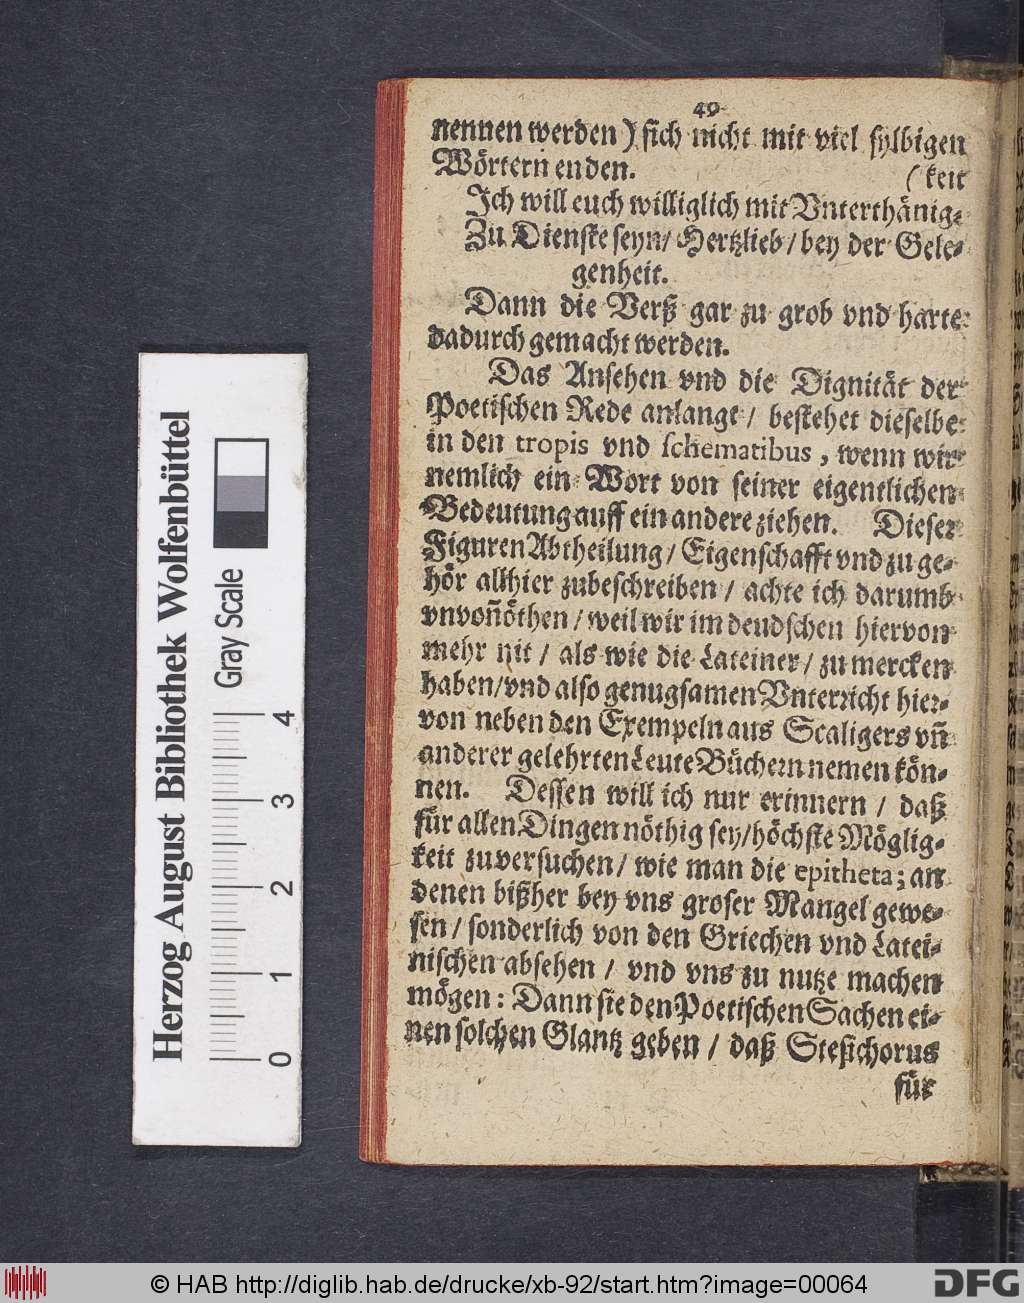 49
nennen werden) sich nicht mit viel sylbigen
Wörtern enden. (keit
Ich will euch williglich mit Vnterthänig-
Zu Dienste seyn/ Hertzlieb/ bey der Gele-
genheit.
Dann die Verß gar zu grob vnd harte
dadurch gemacht werden.
Das Ansehen vnd die Dignität der
Poetischen Rede anlangt/ bestehet dieselbe
in den tropis vnd schematibus, wenn wir
nemlich ein Wort von seiner eigentlichen
Bedeutung auff ein andere ziehen. Dieser
Figuren Abtheilung/ Eigenschafft vnd zu ge-
hör allhier zubeschreiben/ achte ich darumb
vnvoñöthen/ weil wir im deudschen hiervon
mehr nit/ als wie die Lateiner/ zu mercken
haben/ vnd also genugsamen Vnterricht hier-
von neben den Exempeln aus Scaligers vñ
anderer gelehrten Leute Büchern nemen kön-
nen. Dessen will ich nur erinnern/ daß
für allen Dingen nöthig sey/ höchste Möglig-
keit zuversuchen/ wie man die epitheta; an
denen bißher bey vns groser Mangel gewe-
sen/ sonderlich von den Griechen vnd Latei-
nischen absehen/ vnd vns zu nutze machen
mögen: Dann sie den Poetischen Sachen ei-
nen solchen Glantz geben/ daß Stesichorus
für
Herzog August Bibliothek Wolfenbüttel
Gray Scale
0 1 2 3 4
© HAB http://diglib.hab.de/drucke/xb-92/start.htm?image=00064
DFG